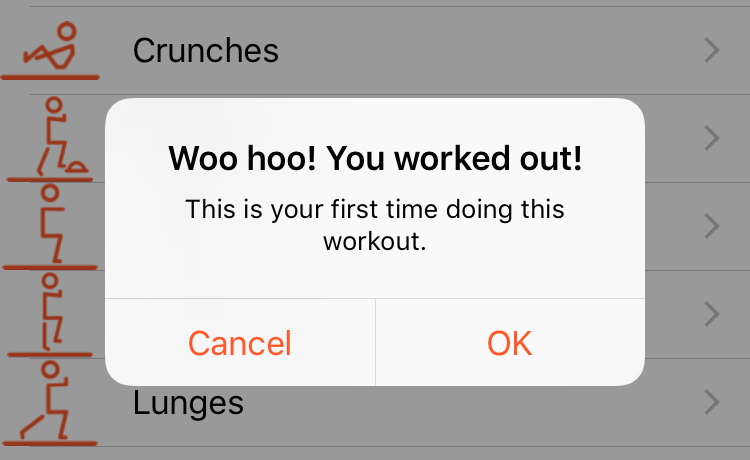 Crunches
Woo hoo! You worked out!
This is your first time doing this
workout.
Cancel
OK
Lunges